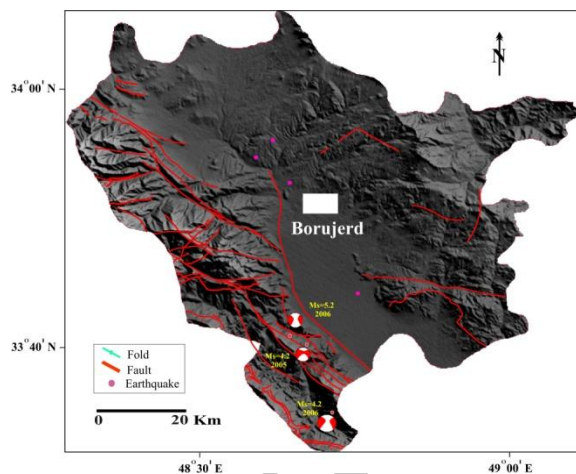 N
34°00' N
Borujerd
Ms=5.2
2006
33°40'
Ms=4.2
2005
Ms=4.2
2006
Fold
Fault
Earthquake
0 20 Km
48°30' E
49°00' E